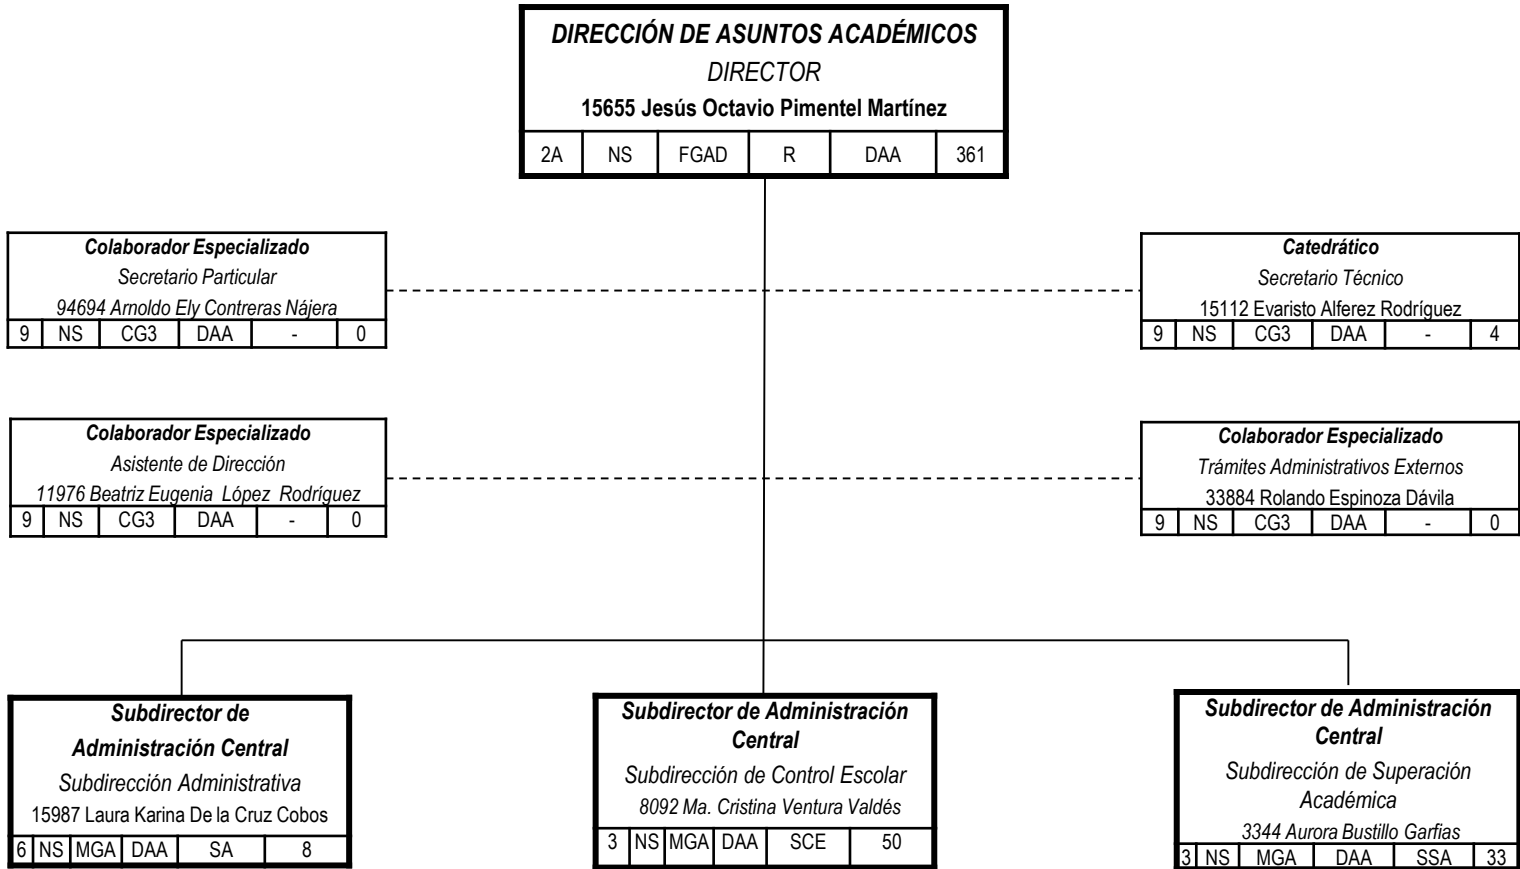 DIRECCIÓN DE ASUNTOS ACADÉMICOS
DIRECTOR
15655 Jesús Octavio Pimentel Martínez
2A NS FGAD R DAA 361
Colaborador Especializado
Secretario Particular
94694 Arnoldo Ely Contreras Nájera
9 NS CG3 DAA - 0
Catedrático
Secretario Técnico
15112 Evaristo Alferez Rodríguez
9 NS CG3 DAA - 4
Colaborador Especializado
Asistente de Dirección
11976 Beatriz Eugenia López Rodríguez
9 NS CG3 DAA - 0
Colaborador Especializado
Trámites Administrativos Externos
33884 Rolando Espinoza Dávila
9 NS CG3 DAA - 0
Subdirector de
Administración Central
Subdirección Administrativa
15987 Laura Karina De la Cruz Cobos
6 NS MGA DAA SA 8
Subdirector de Administración
Central
Subdirección de Control Escolar
8092 Ma. Cristina Ventura Valdés
3 NS MGA DAA SCE 50
Subdirector de Administración
Central
Subdirección de Superación
Académica
3344 Aurora Bustillo Garfias
3 NS MGA DAA SSA 33